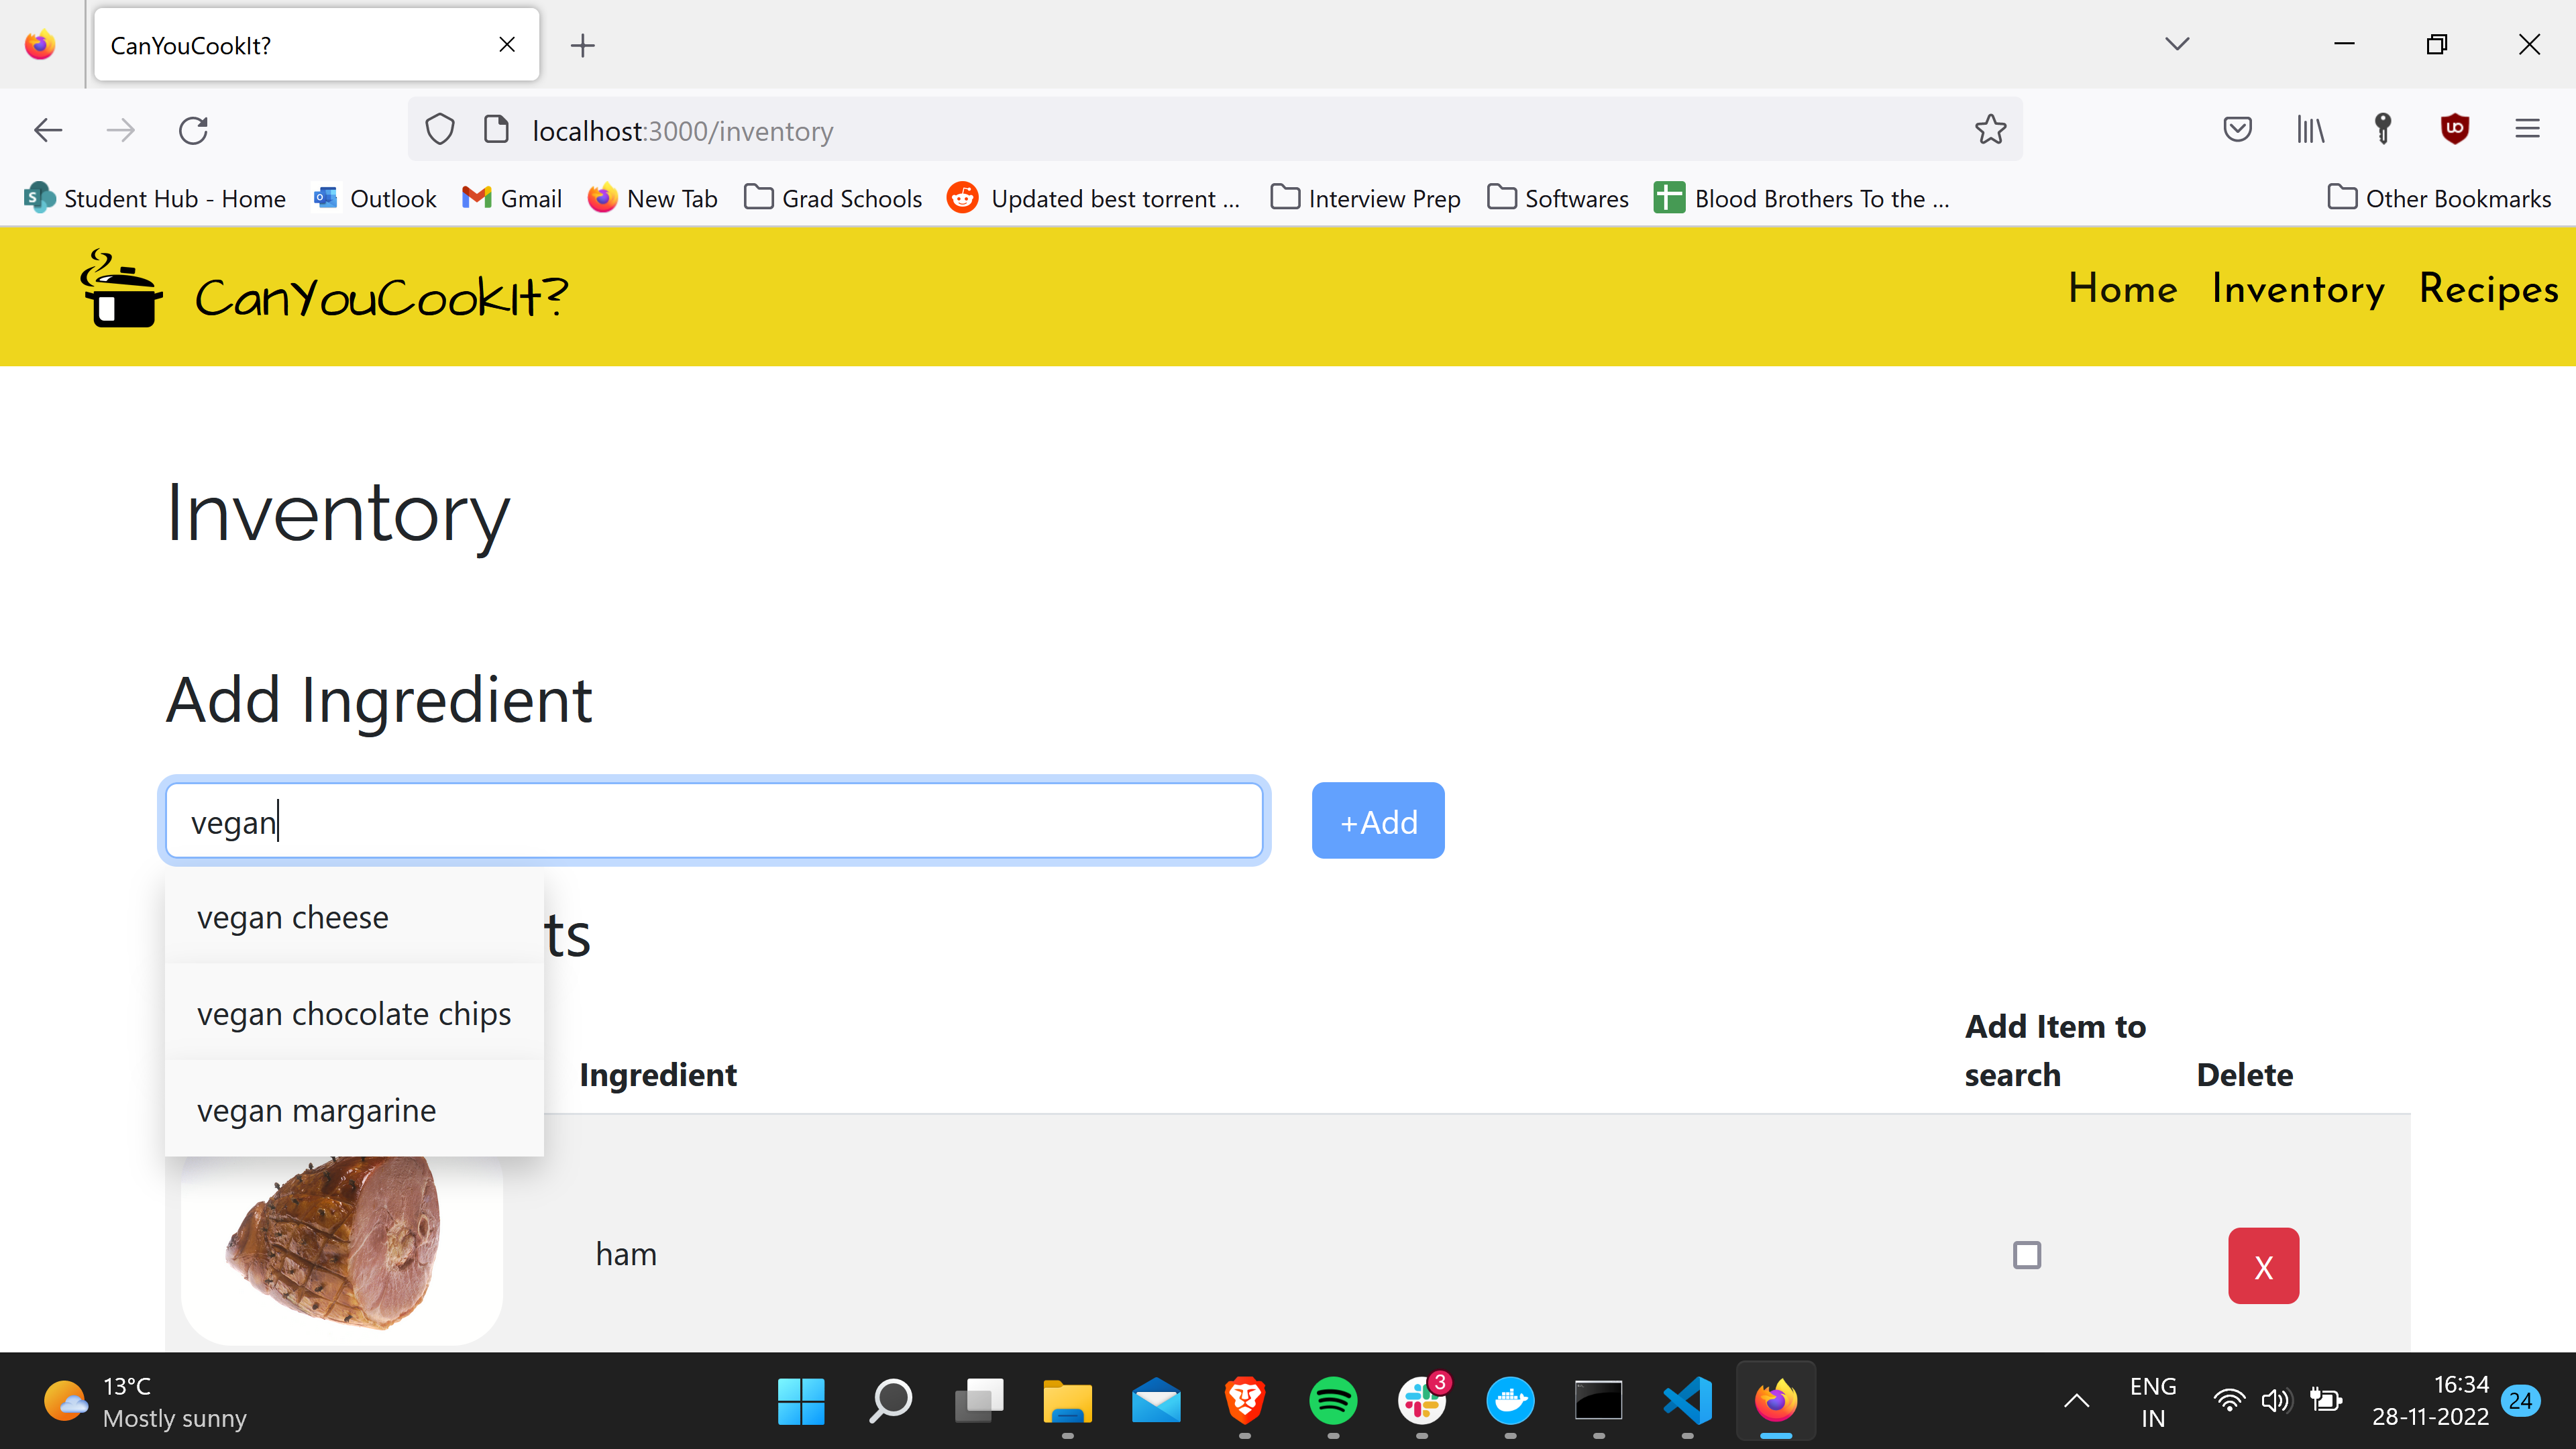 CanYouCookIt?
localhost:3000/inventory
Student Hub - Home Outlook Gmail New Tab Grad Schools Updated best torrent ... Interview Prep Softwares Blood Brothers To the ... Other Bookmarks
CanYouCookIt? Home Inventory Recipes
Inventory
Add Ingredient
vegan +Add
vegan cheese
ts
vegan chocolate chips
vegan margarine
Ingredient Add Item to search Delete
ham X
13°C
Mostly sunny
3
ENG
IN
16:34
28-11-2022
24